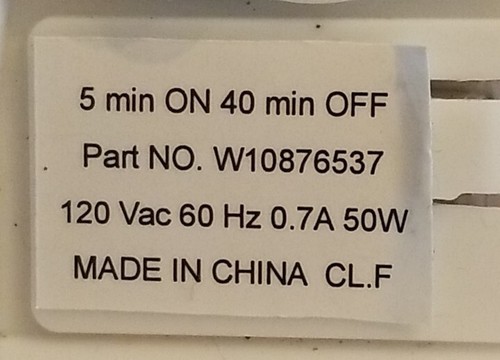 5 min ON 40 min OFF
Part NO. W10876537
120 Vac 60 Hz 0.7A 50W
MADE IN CHINA CL.F